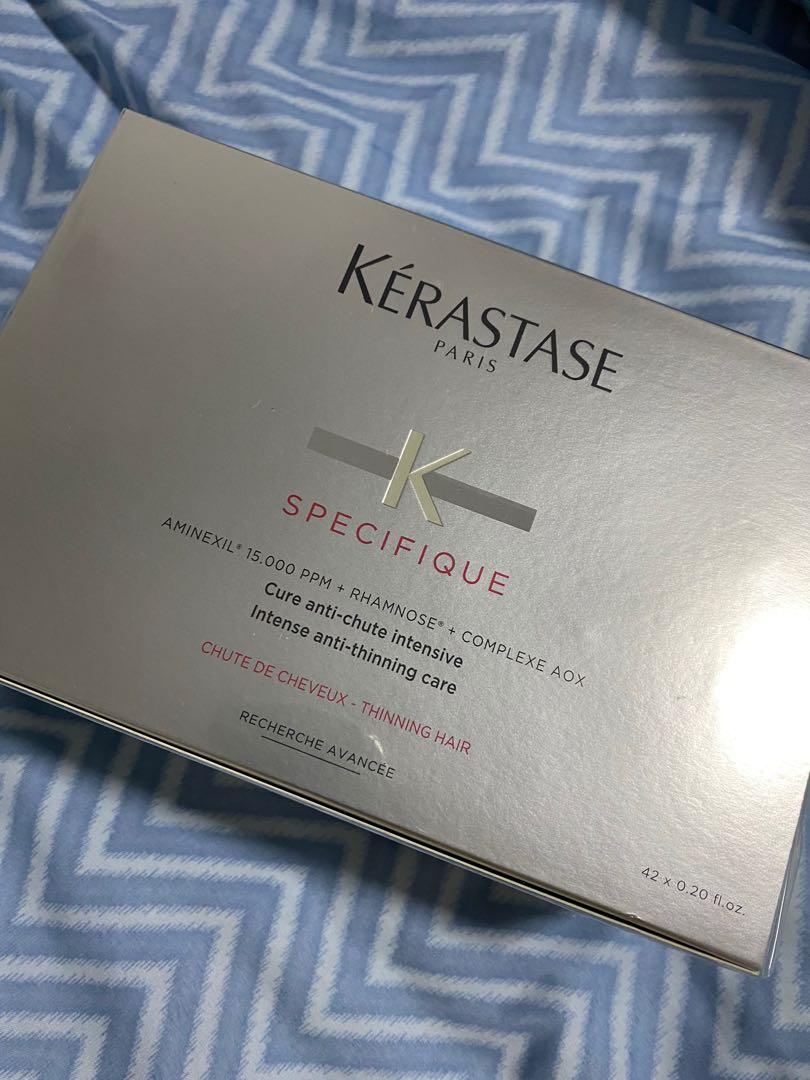 KÉRASTASE
PARIS
K
SPECIFIQUE
AMINEXIL® 15.000 PPM + RHAMNOSE® + COMPLEXE AOX
Cure anti-chute intensive
Intense anti-thinning care
CHUTE DE CHEVEUX - THINNING HAIR
RECHERCHE AVANCÉE
42 x 0.20 fl.oz.